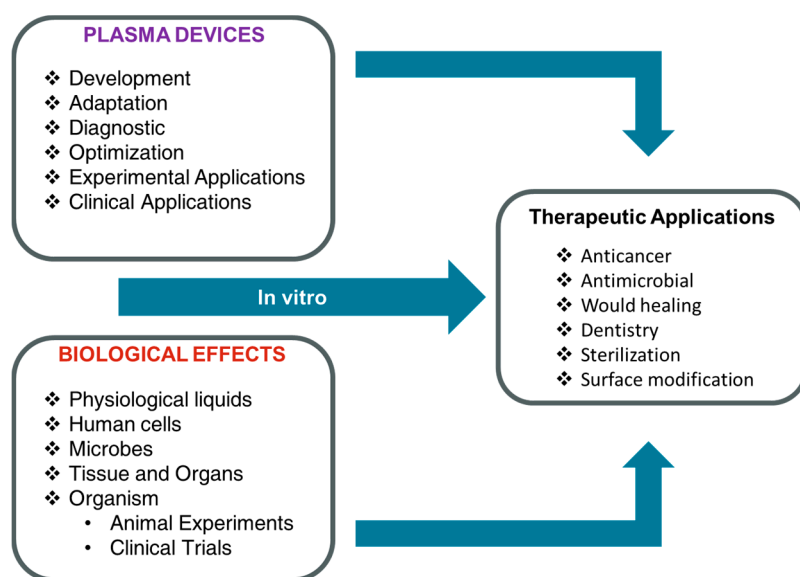 PLASMA DEVICES
❖ Development
❖ Adaptation
❖ Diagnostic
❖ Optimization
❖ Experimental Applications
❖ Clinical Applications
In vitro
BIOLOGICAL EFFECTS
❖ Physiological liquids
❖ Human cells
❖ Microbes
❖ Tissue and Organs
❖ Organism
• Animal Experiments
• Clinical Trials
Therapeutic Applications
❖ Anticancer
❖ Antimicrobial
❖ Would healing
❖ Dentistry
❖ Sterilization
❖ Surface modification